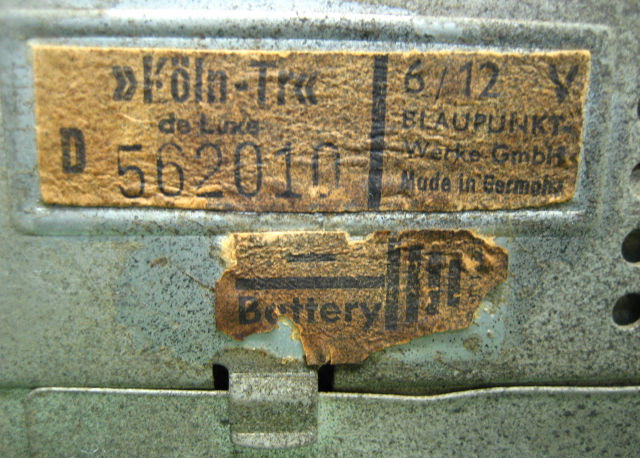 »Köln-Tr«
de Luxe
D 562010
6/12 V
BLAUPUNKT-
Werke GmbH
Made in Germany
Battery